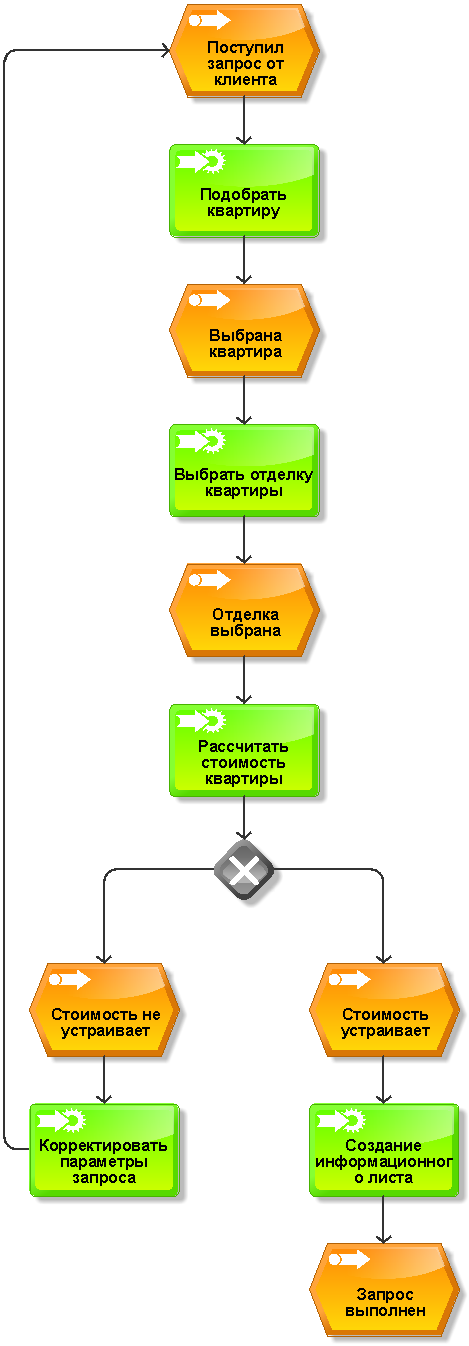 Поступил
запрос от
клиента
Подобрать
квартиру
Выбрана
квартира
Выбрать отделку
квартиры
Отделка
выбрана
Рассчитать
стоимость
квартиры
Стоимость не
устраивает
Стоимость
устраивает
Корректировать
параметры
запроса
Создание
информационног
о листа
Запрос
выполнен